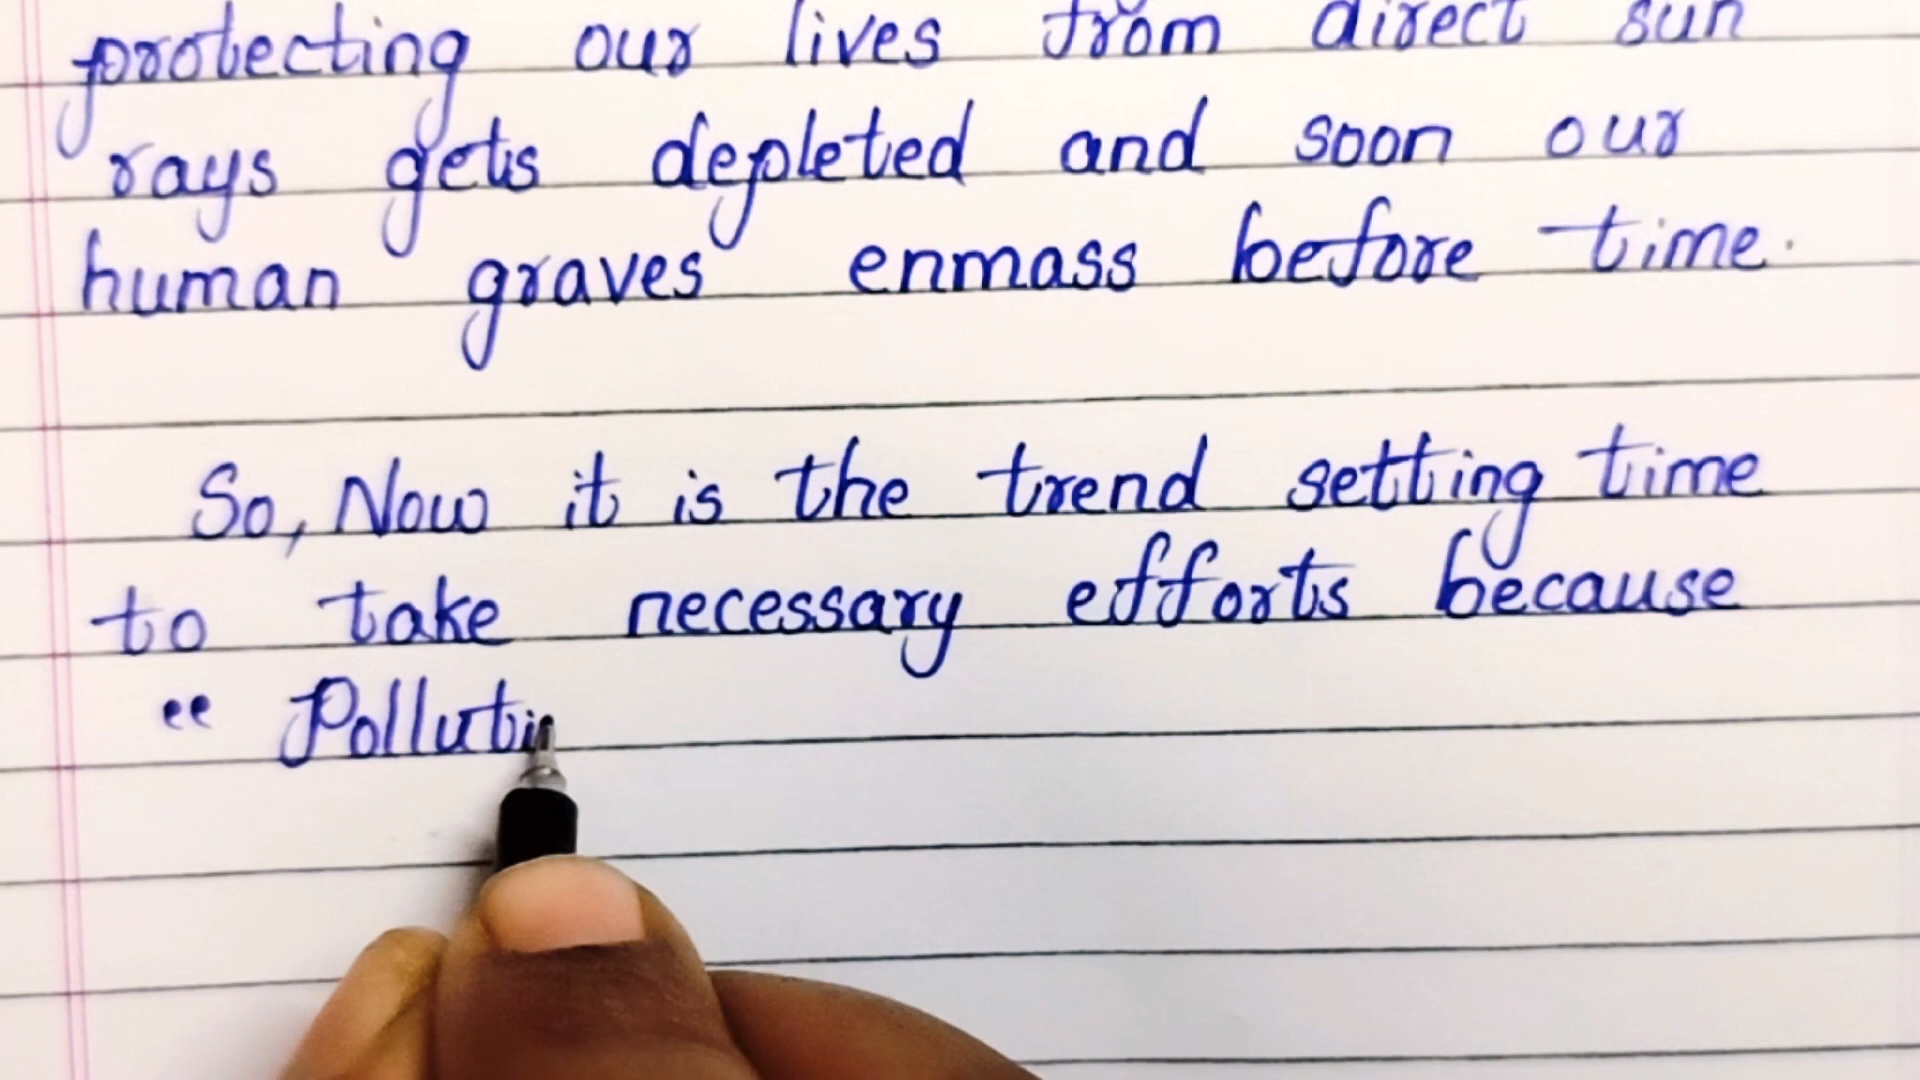 protecting our lives from direct sun
rays gets depleted and soon our
human graves enmass before time.
So, Now it is the trend setting time
to take necessary efforts because
“ Polluti